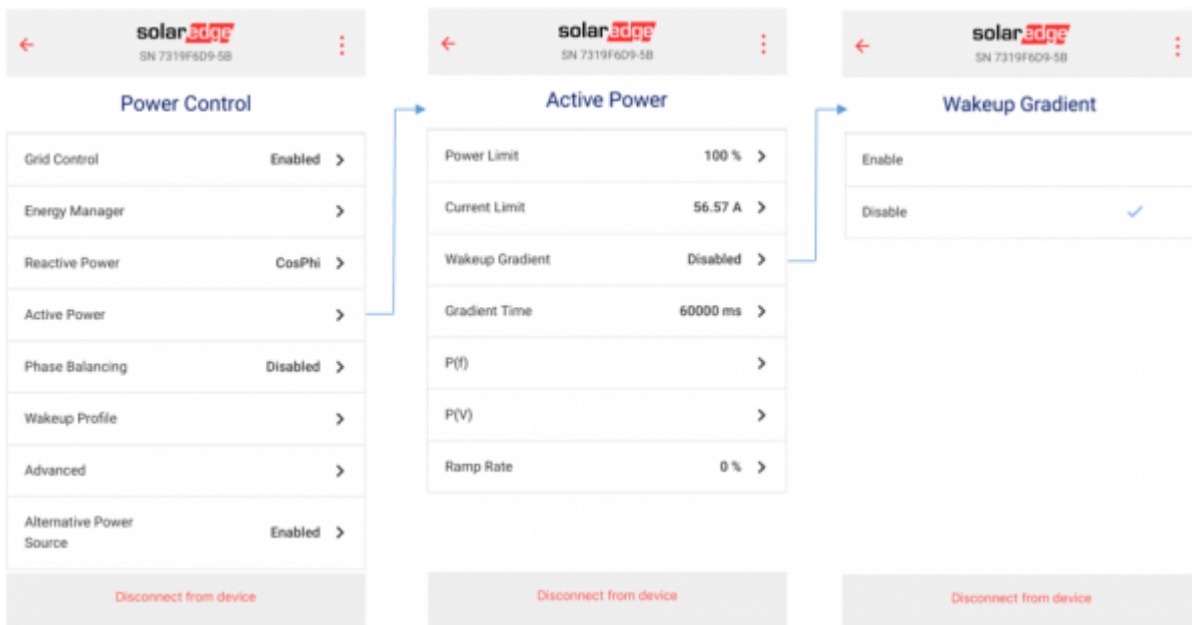 solaredge
SN 7319F6D9-5B
Power Control
Grid Control Enabled
Energy Manager
Reactive Power CosPhi
Active Power
Phase Balancing Disabled
Wakeup Profile
Advanced
Alternative Power
Source Enabled
Disconnect from device
solaredge
SN 7319F6D9-5B
Active Power
Power Limit 100 %
Current Limit 56.57 A
Wakeup Gradient Disabled
Gradient Time 60000 ms
P(f)
P(V)
Ramp Rate 0 %
Disconnect from device
solaredge
SN 7319F6D9-5B
Wakeup Gradient
Enable
Disable
Disconnect from device